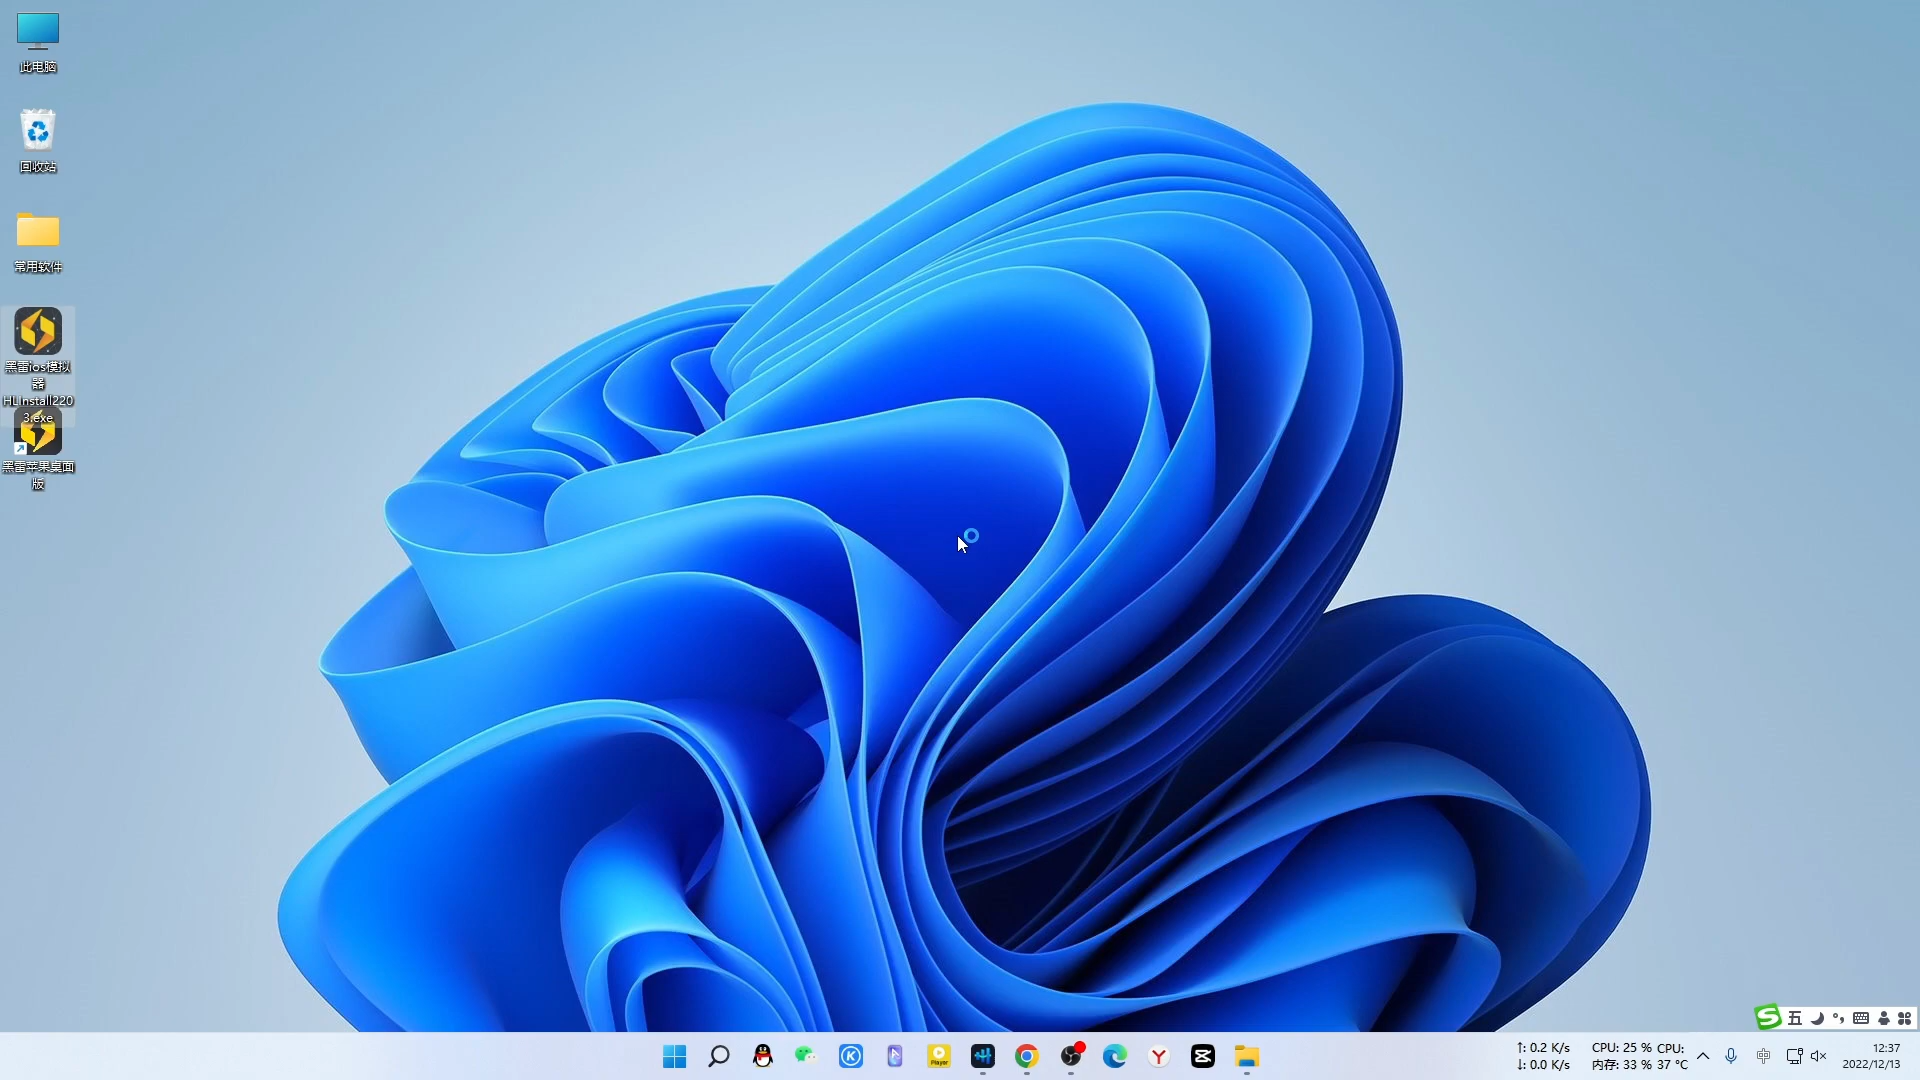 此电脑
回收站
常用软件
黑雷ios模拟
器
HLInstall220
3.exe
黑雷苹果桌面
版
五
Player
↑: 0.2 K/s
↓: 0.0 K/s
CPU: 25 % CPU:
内存: 33 % 37 °C
中
12:37
2022/12/13